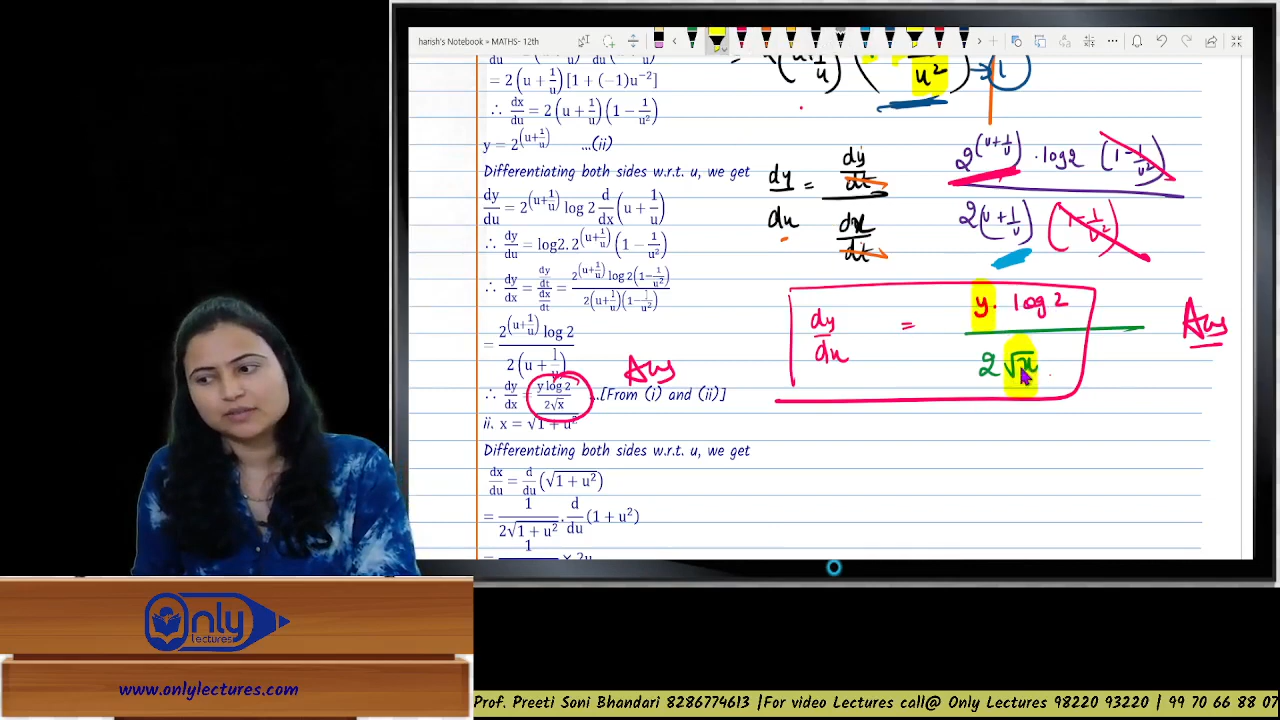 harish's Notebook » MATHS- 12th
= 2(u + 1/u)[1 + (−1)u⁻²]
∴ dx/du = 2(u + 1/u)(1 − 1/u²)
y = 2^(u+1/u) ...(ii)
Differentiating both sides w.r.t. u, we get
dy/du = 2^(u+1/u) log 2 d/dx(u + 1/u)
∴ dy/du = log2. 2^(u+1/u)(1 − 1/u²)
∴ dy/dx = (dy/dt)/(dx/dt) = 2^(u+1/u) log 2(1−1/u²) / 2(u+1/u)(1−1/u²)
= 2^(u+1/u) log 2 / 2(u + 1/u)
∴ dy/dx = y log 2 / 2√x ...[From (i) and (ii)]
Ans
ii. x = √(1 + u²)
Differentiating both sides w.r.t. u, we get
dx/du = d/du(√(1 + u²))
= 1/(2√(1 + u²)) . d/du(1 + u²)
u²
1
dy/du = (dy/dt)/(dx/dt)
2^(u+1/u) · log2 (1−1/u²)
2(u+1/u) (1−1/u²)
dy/dx = y · log 2 / 2√x
Ans
Only
Lectures
www.onlylectures.com
Prof. Preeti Soni Bhandari 8286774613 |For video Lectures call@ Only Lectures 98220 93220 | 99 70 66 88 07